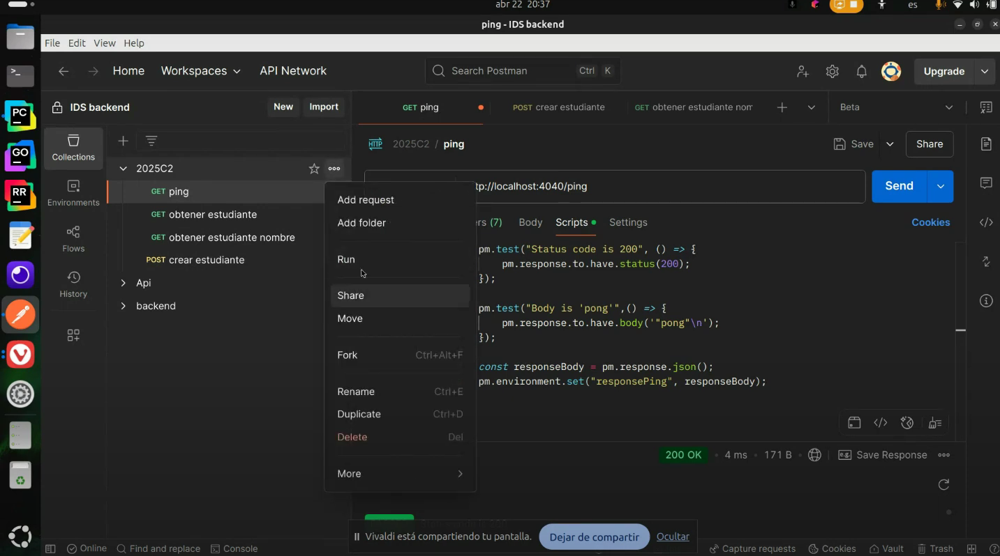 abr 22 20:37
es
ping - IDS backend
File Edit View Help
Home Workspaces API Network
Search Postman Ctrl K
Upgrade
IDS backend
New Import
GET ping
POST crear estudiante
GET obtener estudiante nom
Beta
Collections
2025C2
HTTP 2025C2 / ping
Save Share
GET ping
tp://localhost:4040/ping
Send
Environments
GET obtener estudiante
GET obtener estudiante nombre
POST crear estudiante
Flows
Api
History
backend
Add request
Add folder
Run
Share
Move
Fork Ctrl+Alt+F
Rename Ctrl+E
Duplicate Ctrl+D
Delete Del
More
rs (7) Body Scripts Settings Cookies
pm.test("Status code is 200", () => {
pm.response.to.have.status(200);
});
pm.test("Body is 'pong'",() => {
pm.response.to.have.body('"pong"\n');
});
const responseBody = pm.response.json();
pm.environment.set("responsePing", responseBody);
200 OK • 4 ms • 171 B
e.g. Save Response
PC
GO
RR
Vivaldi está compartiendo tu pantalla. Dejar de compartir Ocultar
Online Find and replace Console
Capture requests Cookies Vault Trash